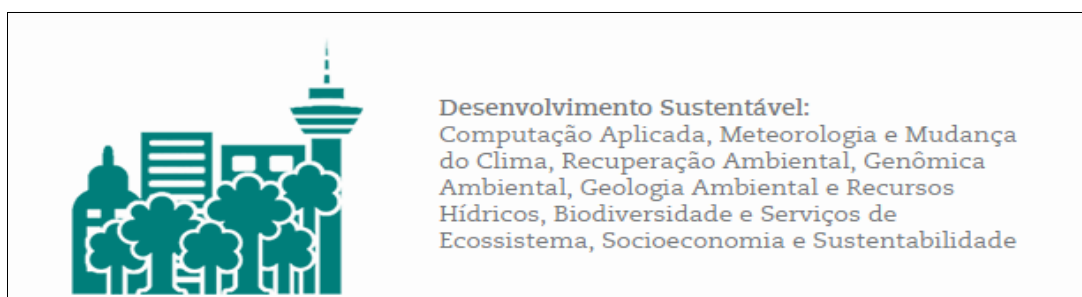 Desenvolvimento Sustentável:
Computação Aplicada, Meteorologia e Mudança
do Clima, Recuperação Ambiental, Genômica
Ambiental, Geologia Ambiental e Recursos
Hídricos, Biodiversidade e Serviços de
Ecossistema, Socioeconomia e Sustentabilidade